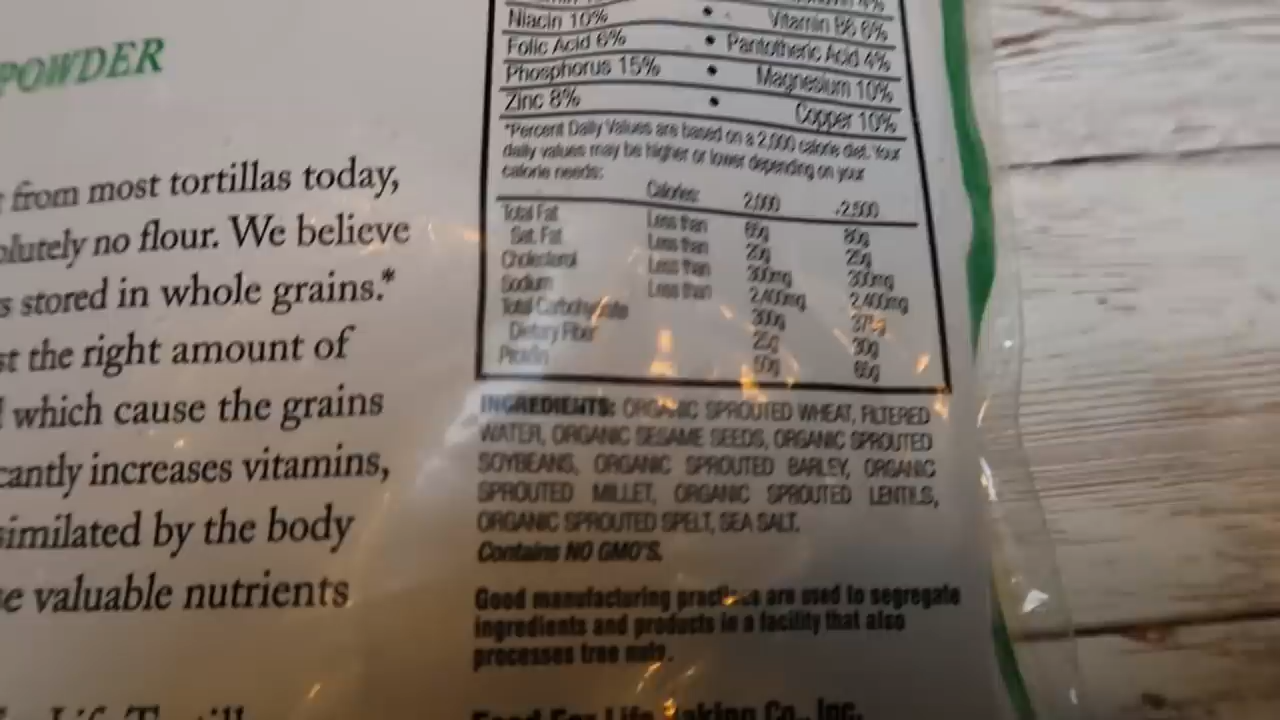 POWDER
from most tortillas today,
olutely no flour. We believe
s stored in whole grains.*
st the right amount of
which cause the grains
cantly increases vitamins,
similated by the body
e valuable nutrients
Niacin 10% • Vitamin B6 6%
Folic Acid 6% • Pantothenic Acid 4%
Phosphorus 15% • Magnesium 10%
Zinc 8% • Copper 10%
*Percent Daily Values are based on a 2,000 calorie diet. Your
daily values may be higher or lower depending on your
calorie needs:
Calories: 2,000 2,500
Total Fat Less than 65g 80g
Sat. Fat Less than 20g 25g
Cholesterol Less than 300mg 300mg
Sodium Less than 2,400mg 2,400mg
Total Carbohydrate 300g 375g
Dietary Fiber 25g 30g
Protein 50g 65g
INGREDIENTS: ORGANIC SPROUTED WHEAT, FILTERED
WATER, ORGANIC SESAME SEEDS, ORGANIC SPROUTED
SOYBEANS, ORGANIC SPROUTED BARLEY, ORGANIC
SPROUTED MILLET, ORGANIC SPROUTED LENTILS,
ORGANIC SPROUTED SPELT, SEA SALT.
Contains NO GMO'S.
Good manufacturing practices are used to segregate
ingredients and products in a facility that also
processes tree nuts.
Food For Life Baking Co., Inc.